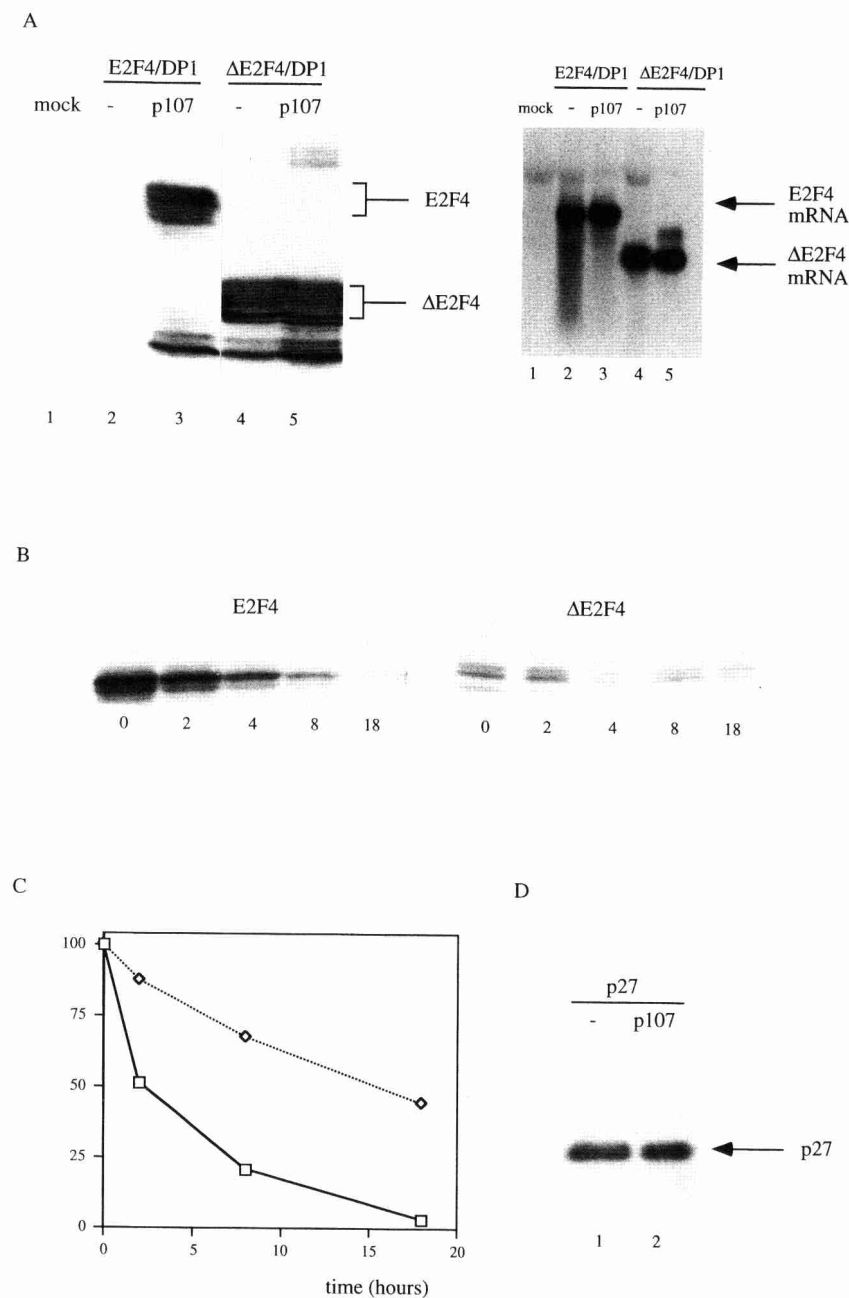 A
E2F4/DP1 ΔE2F4/DP1
mock - p107 - p107
E2F4
ΔE2F4
1 2 3 4 5
E2F4/DP1 ΔE2F4/DP1
mock - p107 - p107
E2F4
mRNA
ΔE2F4
mRNA
1 2 3 4 5
B
E2F4 ΔE2F4
0 2 4 8 18 0 2 4 8 18
C
100
75
50
25
0
0 5 10 15 20
time (hours)
D
p27
- p107
p27
1 2